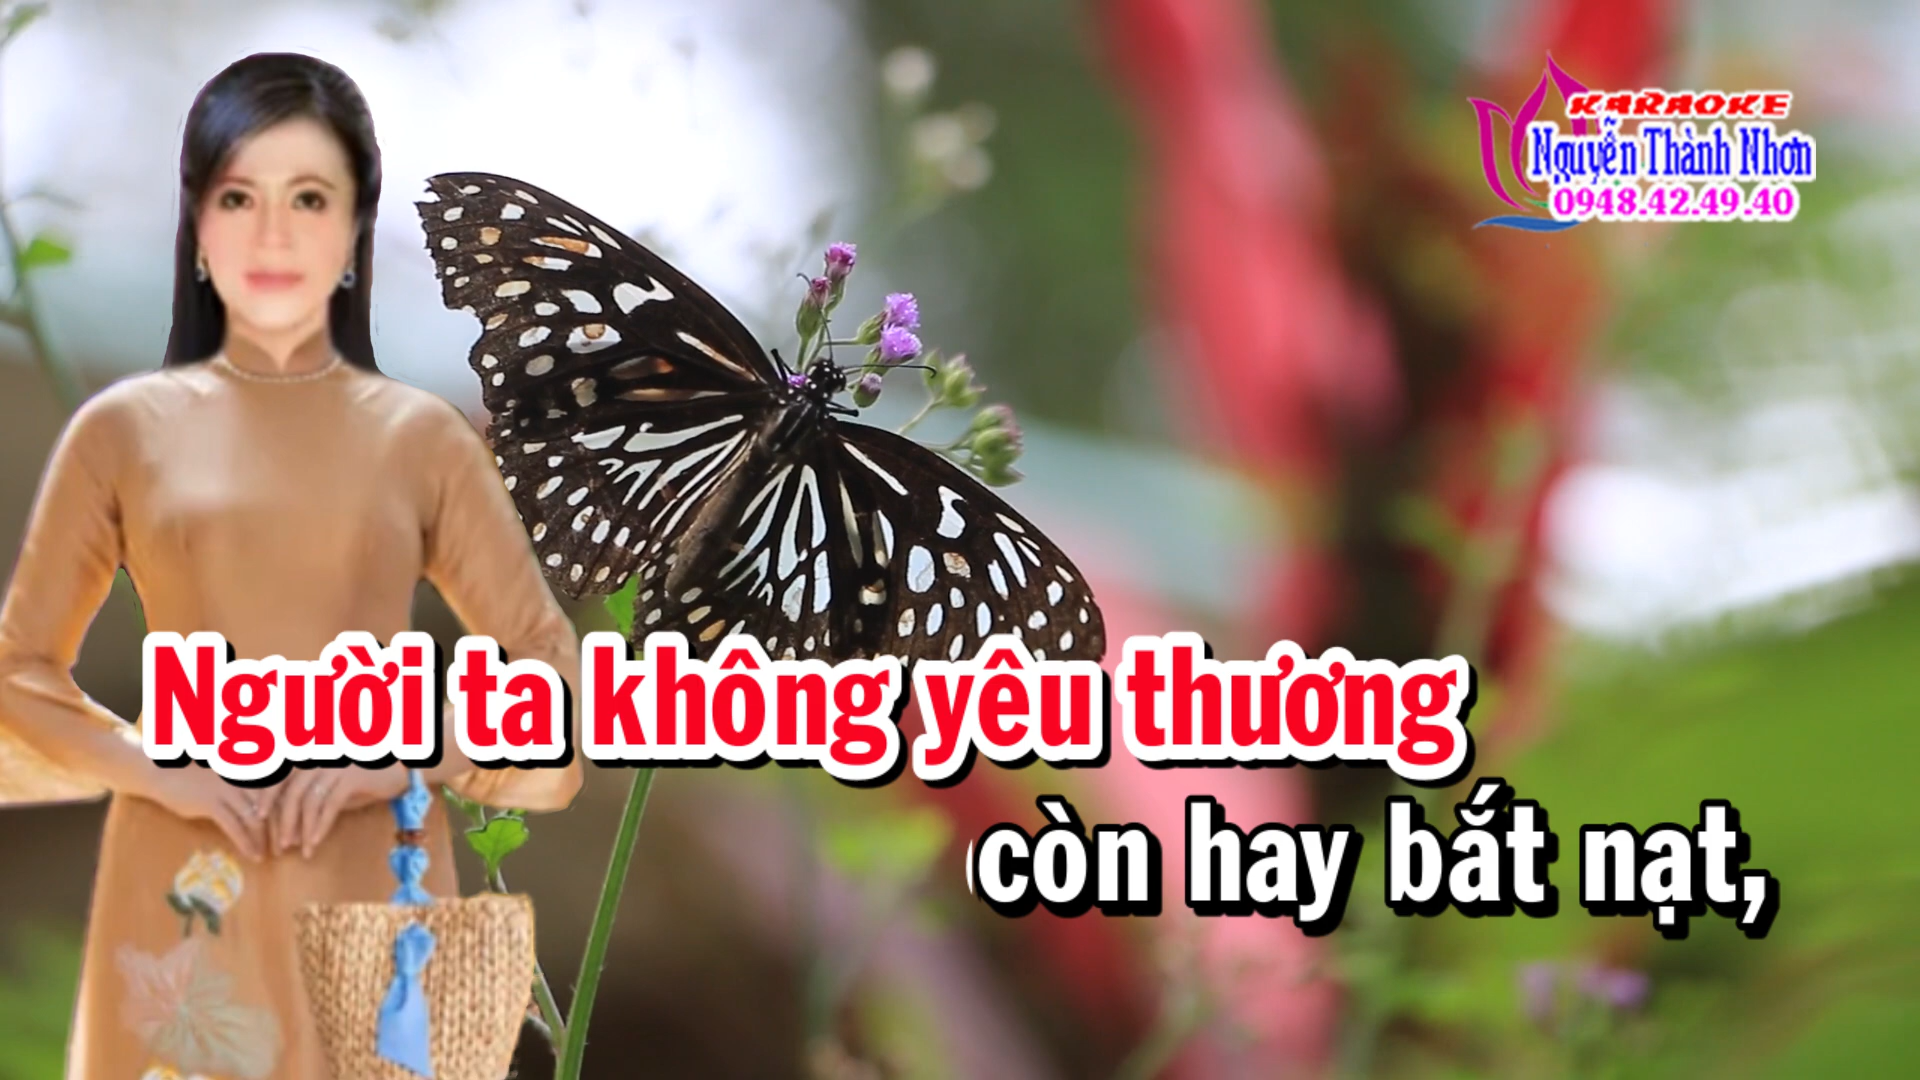 KARAOKE
Nguyễn Thành Nhơn
0948.42.49.40
Người ta không yêu thương
còn hay bắt nạt,